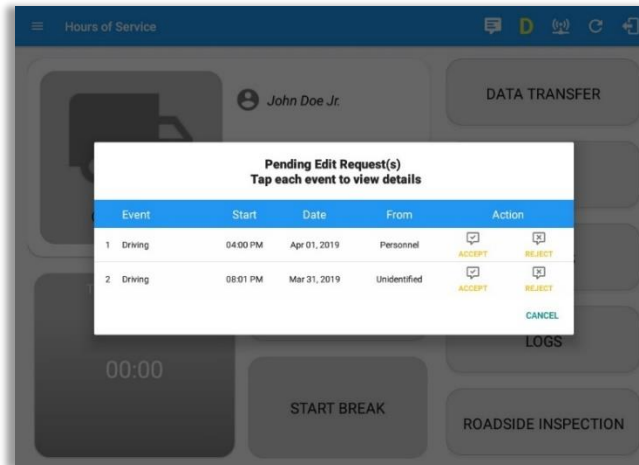 Hours of Service
D
John Doe Jr.
DATA TRANSFER
Pending Edit Request(s)
Tap each event to view details
Event Start Date From Action
1 Driving 04:00 PM Apr 01, 2019 Personnel ACCEPT REJECT
2 Driving 08:01 PM Mar 31, 2019 Unidentified ACCEPT REJECT
CANCEL
LOGS
00:00
START BREAK
ROADSIDE INSPECTION